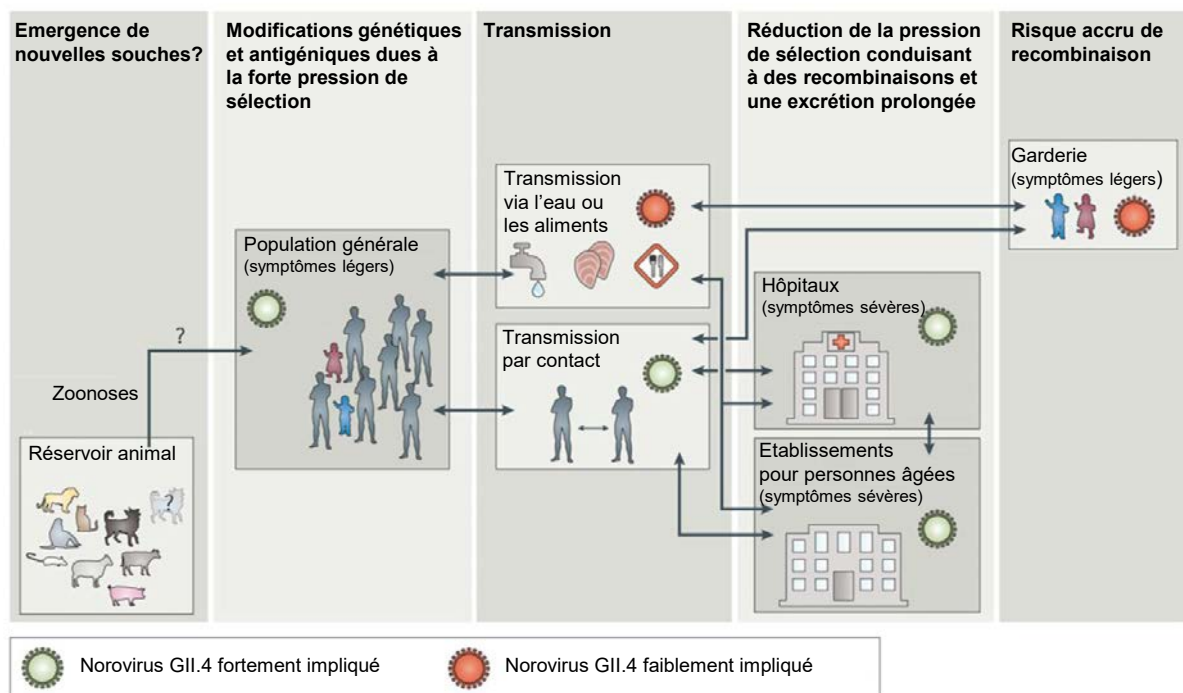 Emergence de
nouvelles souches?
Modifications génétiques
et antigéniques dues à
la forte pression de
sélection
Transmission
Réduction de la pression
de sélection conduisant
à des recombinaisons et
une excrétion prolongée
Risque accru de
recombinaison
Garderie
(symptômes légers)
Transmission
via l'eau ou
les aliments
Population générale
(symptômes légers)
Hôpitaux
(symptômes sévères)
?
Transmission
par contact
Zoonoses
Réservoir animal
?
Etablissements
pour personnes âgées
(symptômes sévères)
Norovirus GII.4 fortement impliqué
Norovirus GII.4 faiblement impliqué